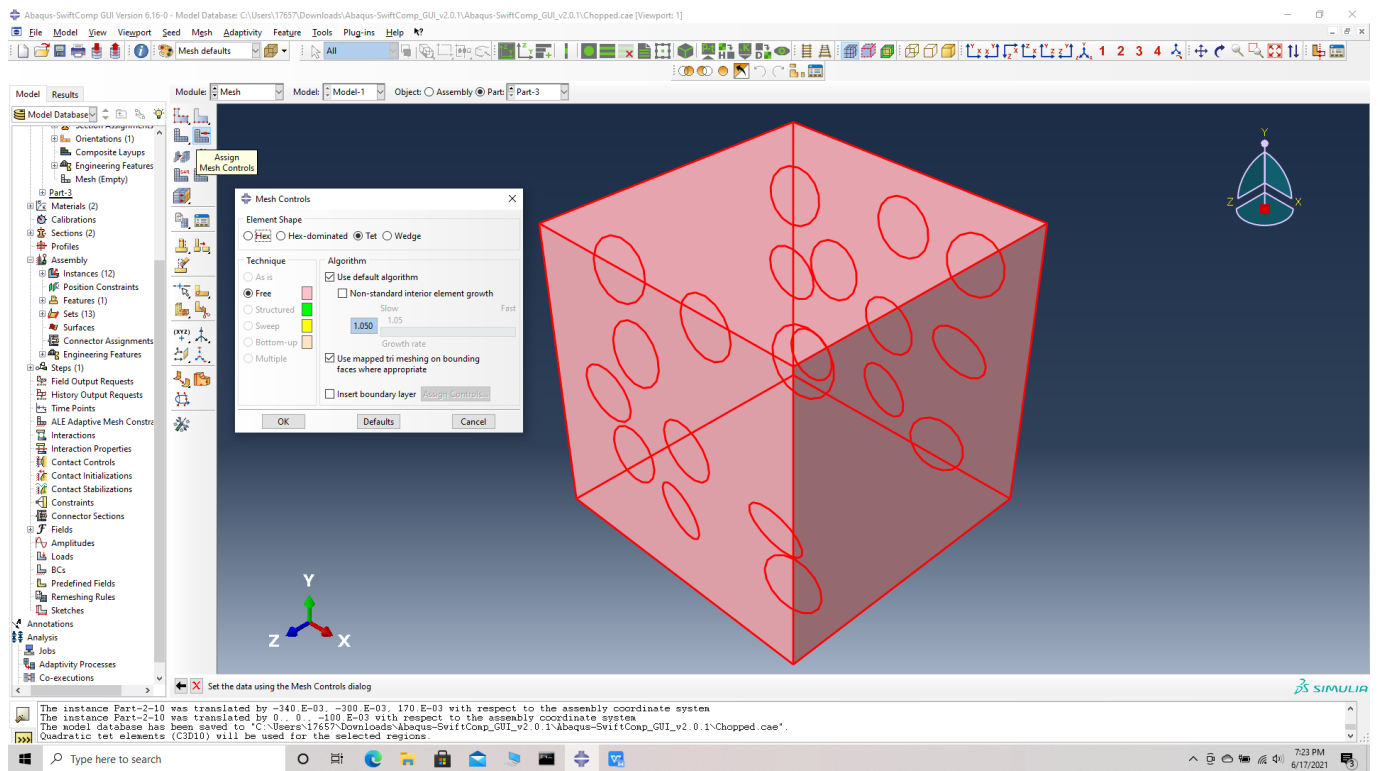 Abaqus-SwiftComp GUI Version 6.16-0 - Model Database: C:\Users\17657\Downloads\Abaqus-SwiftComp_GUI_v2.0.1\Abaqus-SwiftComp_GUI_v2.0.1\Chopped.cae [Viewport: 1]
File Model View Viewport Seed Mesh Adaptivity Feature Tools Plug-ins Help
Mesh defaults All 1 2 3 4
Model Results Module: Mesh Model: Model-1 Object: Assembly Part: Part-3
Model Database
Section Assignments
Orientations (1)
Composite Layups
Engineering Features
Mesh (Empty)
Part-3
Materials (2)
Calibrations
Sections (2)
Profiles
Assembly
Instances (12)
Position Constraints
Features (1)
Sets (13)
Surfaces
Connector Assignments
Engineering Features
Steps (1)
Field Output Requests
History Output Requests
Time Points
ALE Adaptive Mesh Constra
Interactions
Interaction Properties
Contact Controls
Contact Initializations
Contact Stabilizations
Constraints
Connector Sections
Fields
Amplitudes
Loads
BCs
Predefined Fields
Remeshing Rules
Sketches
Annotations
Analysis
Jobs
Adaptivity Processes
Co-executions
Assign
Mesh Controls
(XYZ)
Mesh Controls
Element Shape
Hex Hex-dominated Tet Wedge
Technique
As is
Free
Structured
Sweep
Bottom-up
Multiple
Algorithm
Use default algorithm
Non-standard interior element growth
Slow Fast
1.050 1.05
Growth rate
Use mapped tri meshing on bounding
faces where appropriate
Insert boundary layer Assign Controls...
OK Defaults Cancel
Y
Z X
Y
Z X
Set the data using the Mesh Controls dialog
SIMULIA
The instance Part-2-10 was translated by -340.E-03, -300.E-03, 170.E-03 with respect to the assembly coordinate system
The instance Part-2-10 was translated by 0., 0., -100.E-03 with respect to the assembly coordinate system
The model database has been saved to "C:\Users\17657\Downloads\Abaqus-SwiftComp_GUI_v2.0.1\Abaqus-SwiftComp_GUI_v2.0.1\Chopped.cae".
Quadratic tet elements (C3D10) will be used for the selected regions.
Type here to search
7:23 PM
6/17/2021
3